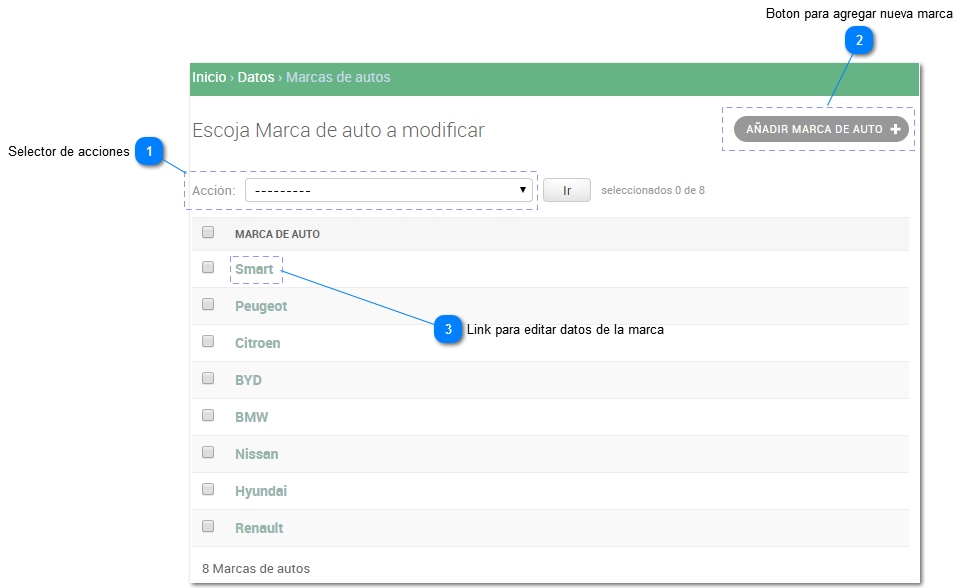 Boton para agregar nueva marca
2
Inicio › Datos › Marcas de autos
Escoja Marca de auto a modificar
AÑADIR MARCA DE AUTO +
Selector de acciones 1
Acción: --------- Ir seleccionados 0 de 8
MARCA DE AUTO
Smart
Peugeot
3 Link para editar datos de la marca
Citroen
BYD
BMW
Nissan
Hyundai
Renault
8 Marcas de autos